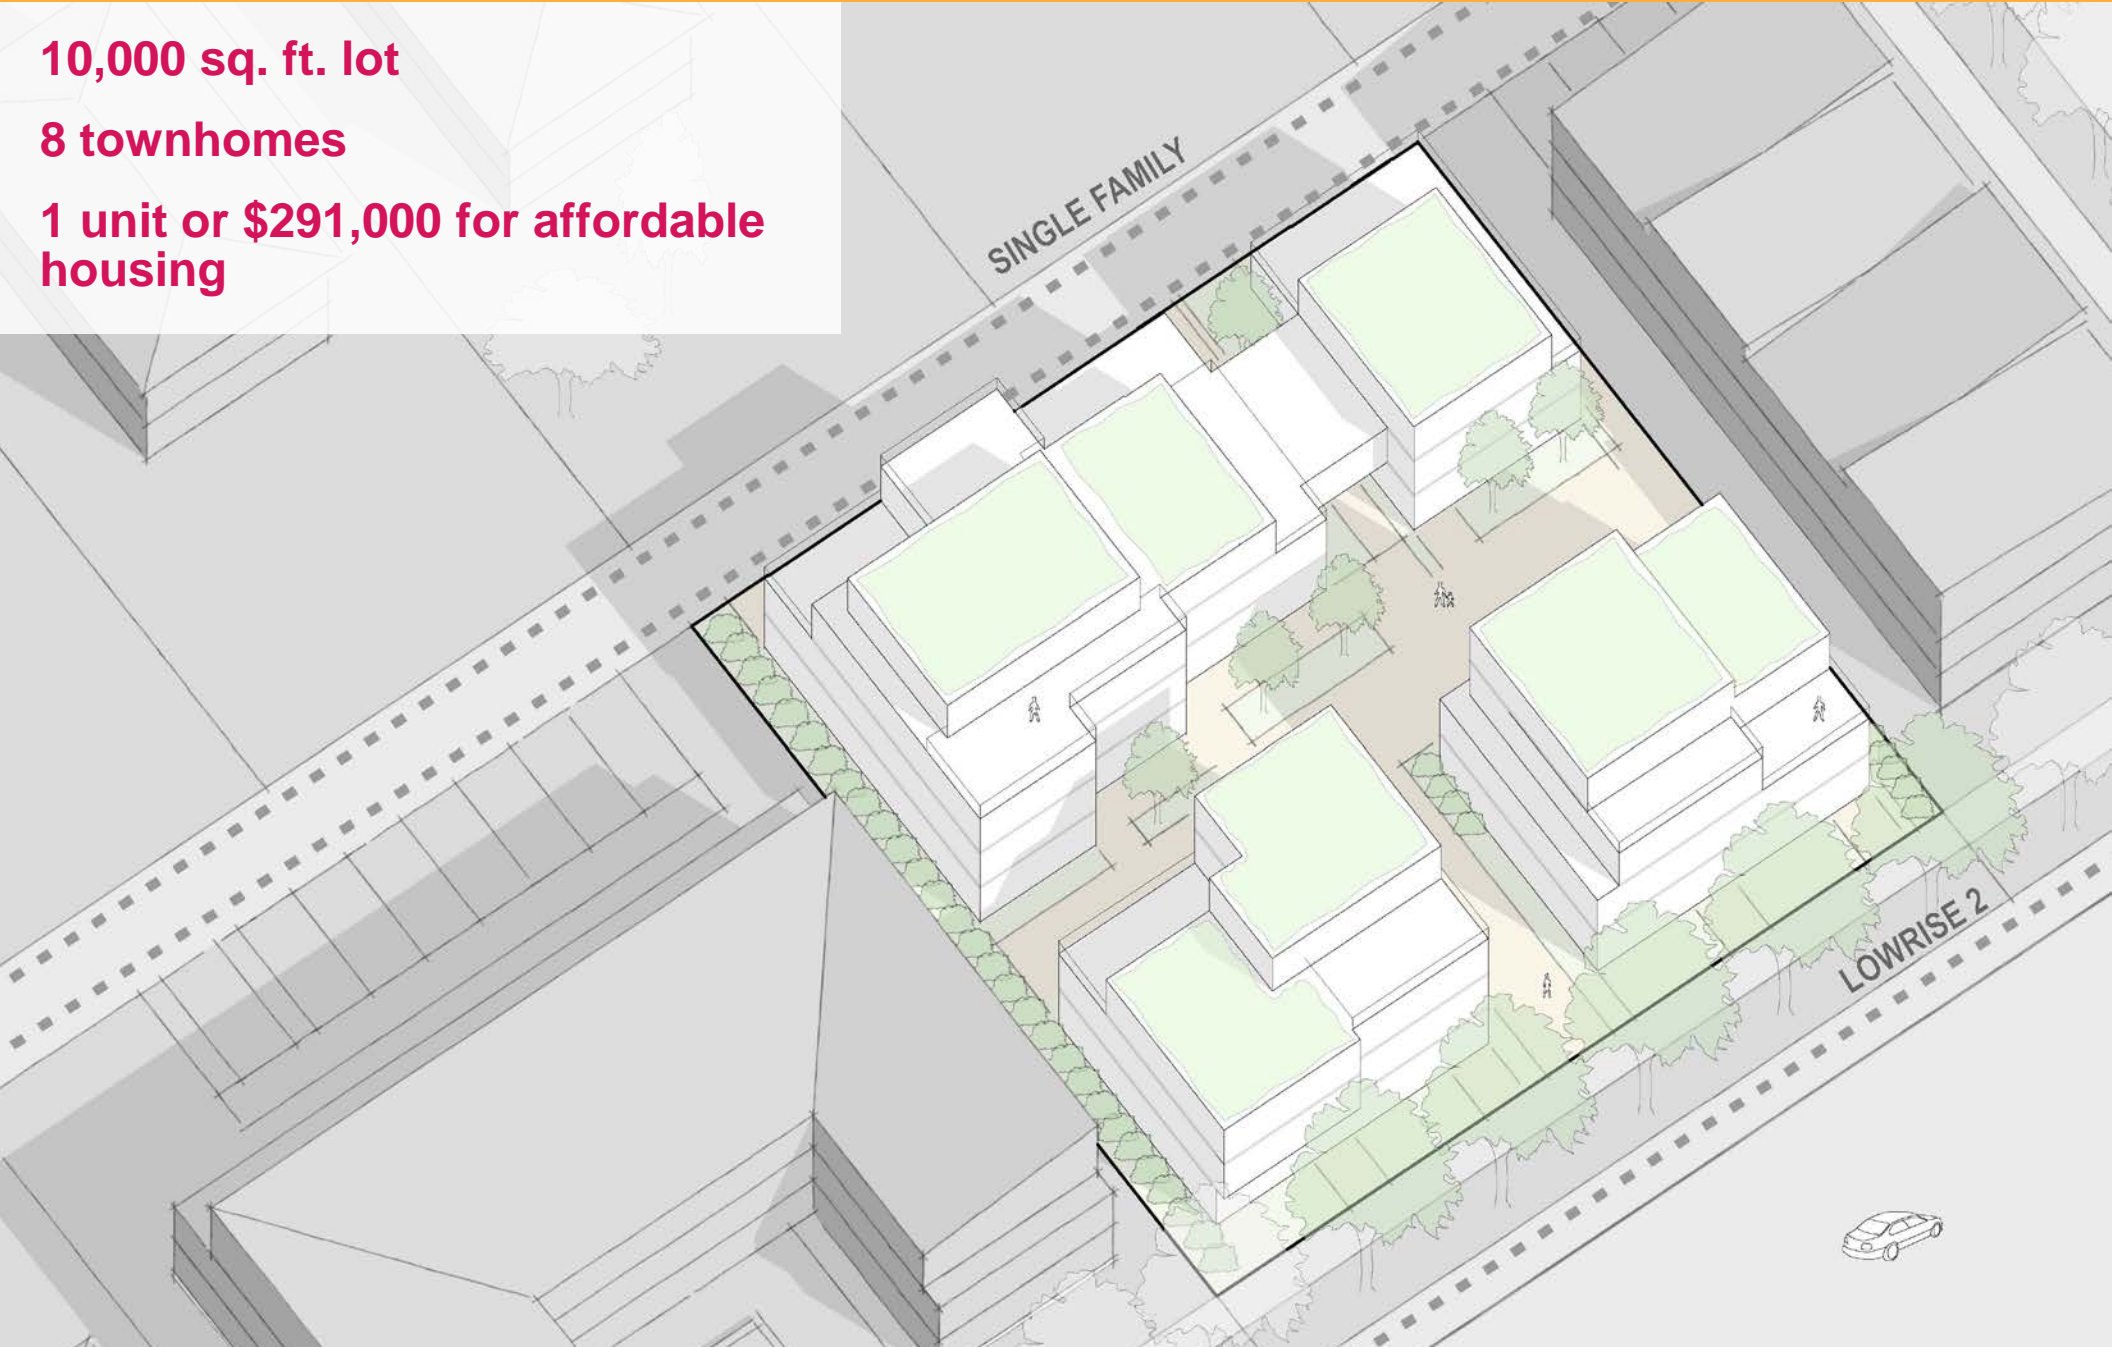 10,000 sq. ft. lot
8 townhomes
1 unit or $291,000 for affordable
housing
SINGLE FAMILY
LOWRISE 2